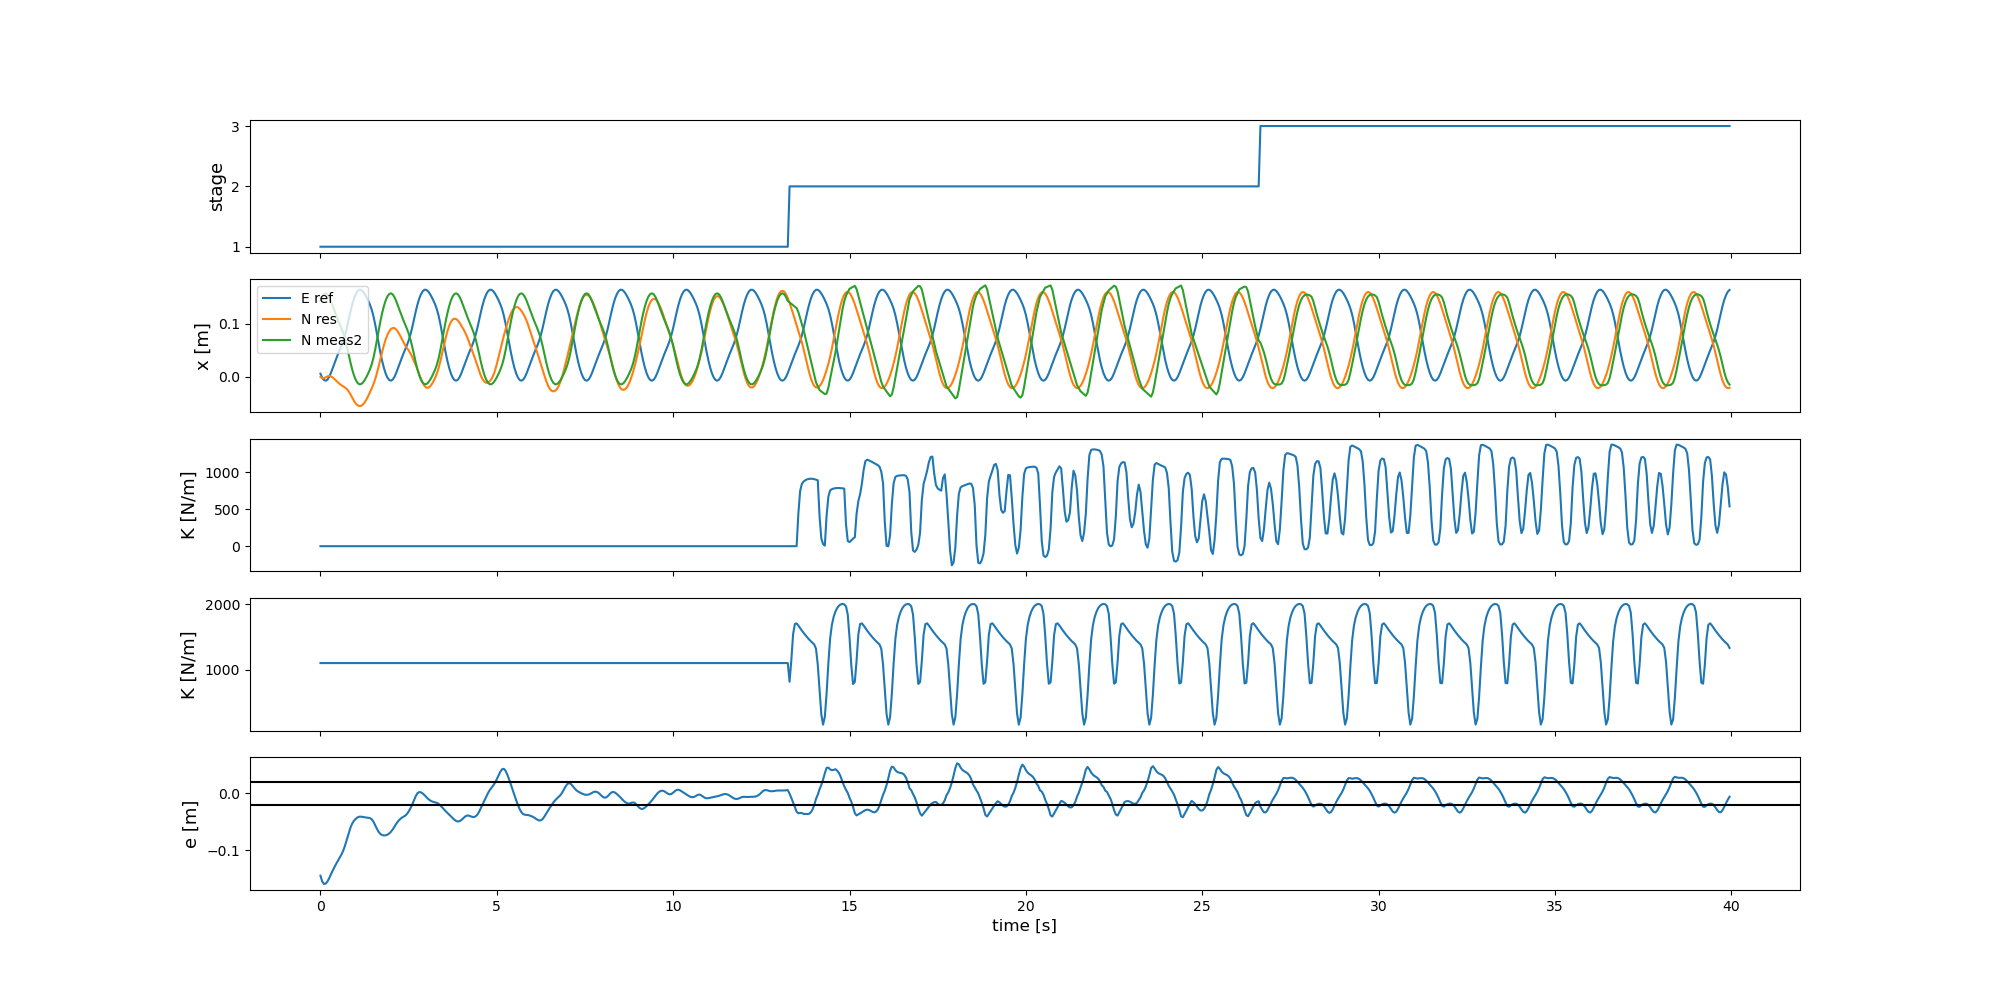 3
2
1
stage
E ref
N res
N meas2
0.1
0.0
x [m]
1000
500
0
K [N/m]
2000
1000
K [N/m]
0.0
−0.1
e [m]
0 5 10 15 20 25 30 35 40
time [s]